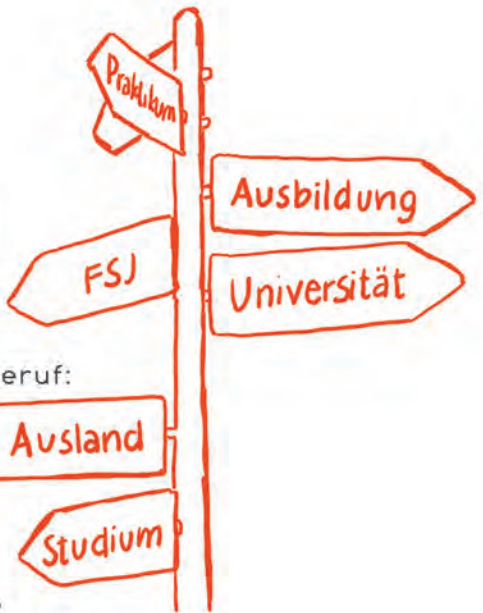 Praktikum
Ausbildung
FSJ
Universität
eruf:
Ausland
Studium